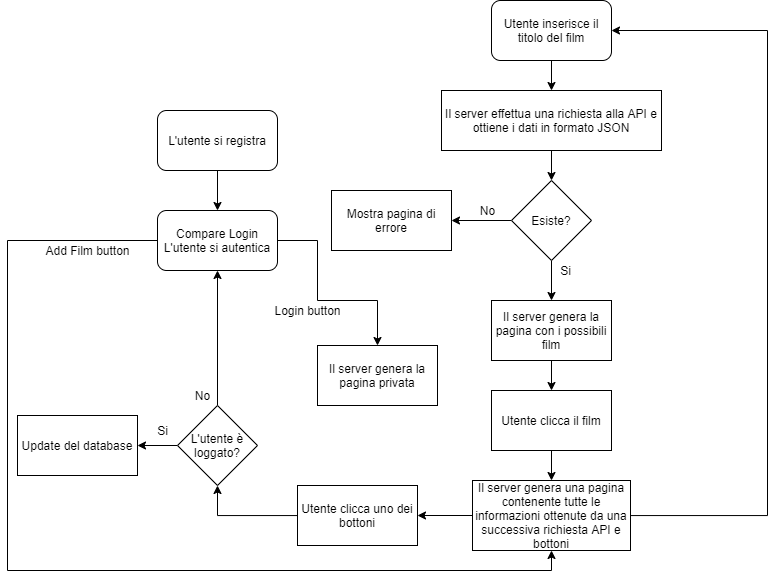 Utente inserisce il
titolo del film
Il server effettua una richiesta alla API e
ottiene i dati in formato JSON
L'utente si registra
Esiste?
No
Mostra pagina di
errore
Si
Compare Login
L'utente si autentica
Add Film button
Login button
Il server genera la
pagina con i possibili
film
Il server genera la
pagina privata
No
Utente clicca il film
L'utente è
loggato?
Si
Update del database
Il server genera una pagina
contenente tutte le
informazioni ottenute da una
successiva richiesta API e
bottoni
Utente clicca uno dei
bottoni